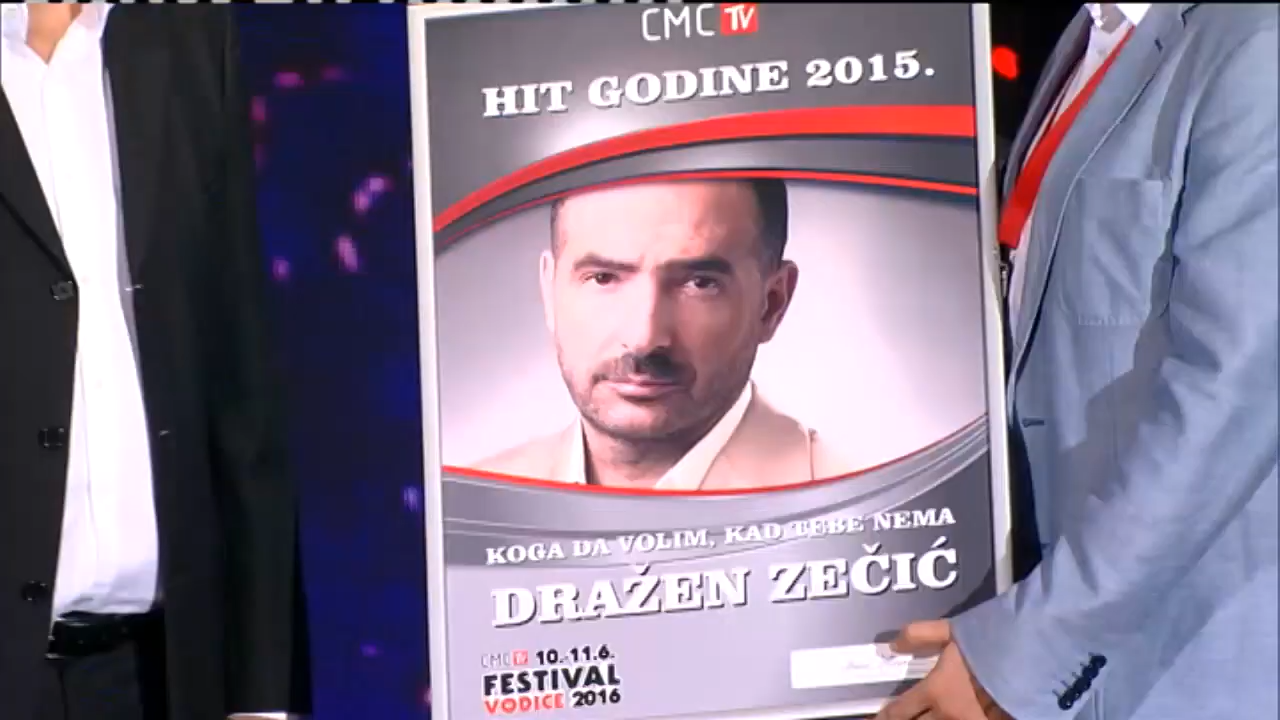 CMC TV
HIT GODINE 2015.
KOGA DA VOLIM, KAD TEBE NEMA
DRAŽEN ZEČIĆ
CMC TV 10.-11.6.
FESTIVAL
VODICE 2016